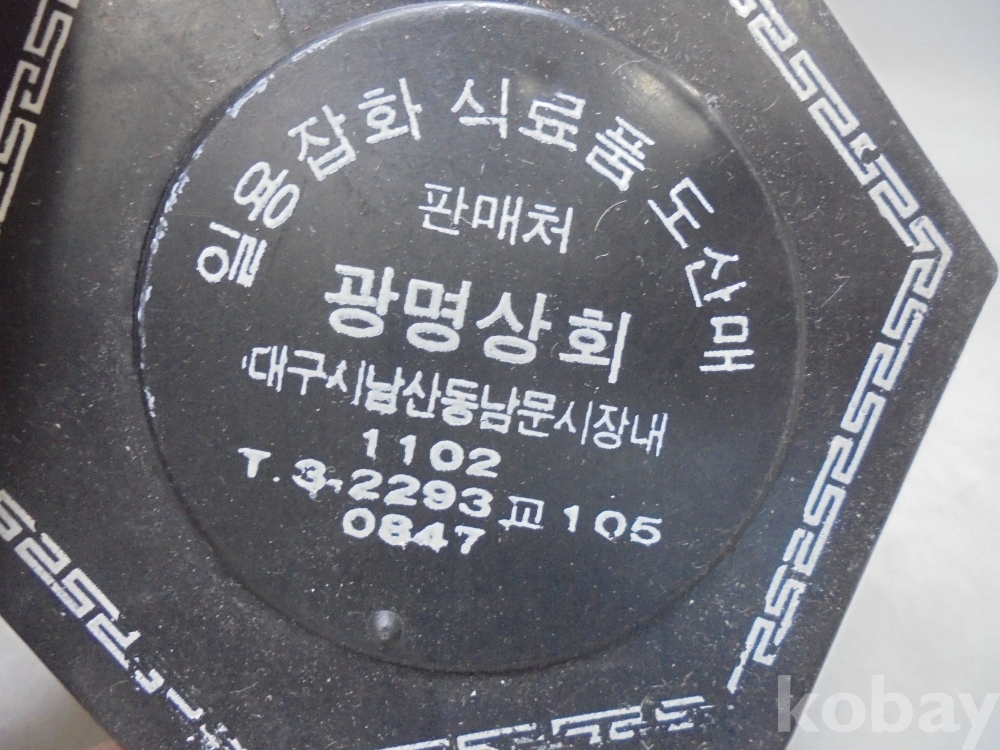 일용잡화 식료품 도산매
판매처
광명상회
대구시남산동남문시장내
1102
T. 3-2293 교 105
0847
kobay